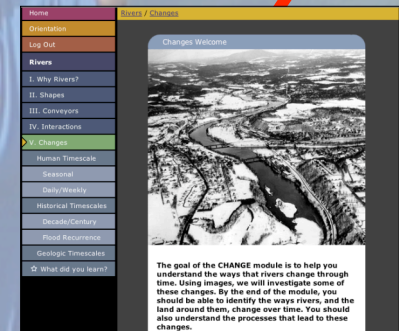 Home
Orientation
Log Out
Rivers
I. Why Rivers?
II. Shapes
III. Conveyors
IV. Interactions
V. Changes
Human Timescale
Seasonal
Daily/Weekly
Historical Timescales
Decade/Century
Flood Recurrence
Geologic Timescales
☆ What did you learn?
Rivers / Changes
Changes Welcome
The goal of the CHANGE module is to help you
understand the ways that rivers change through
time. Using images, we will investigate some of
these changes. By the end of the module, you
should be able to identify the ways rivers, and the
land around them, change over time. You should
also understand the processes that lead to these
changes.